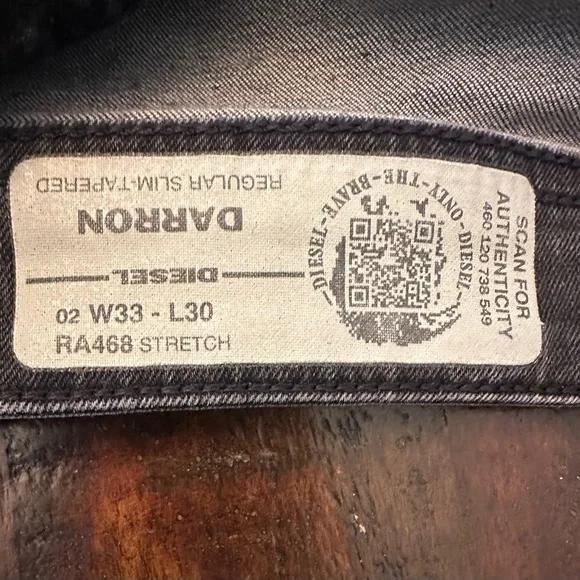 REGULAR SLIM-TAPERED
DARRON
DIESEL
02 W33 - L30
RA468 STRETCH
DIESEL-ONLY-THE-BRAVE-DIESEL-
SCAN FOR
AUTHENTICITY
460 120 738 549